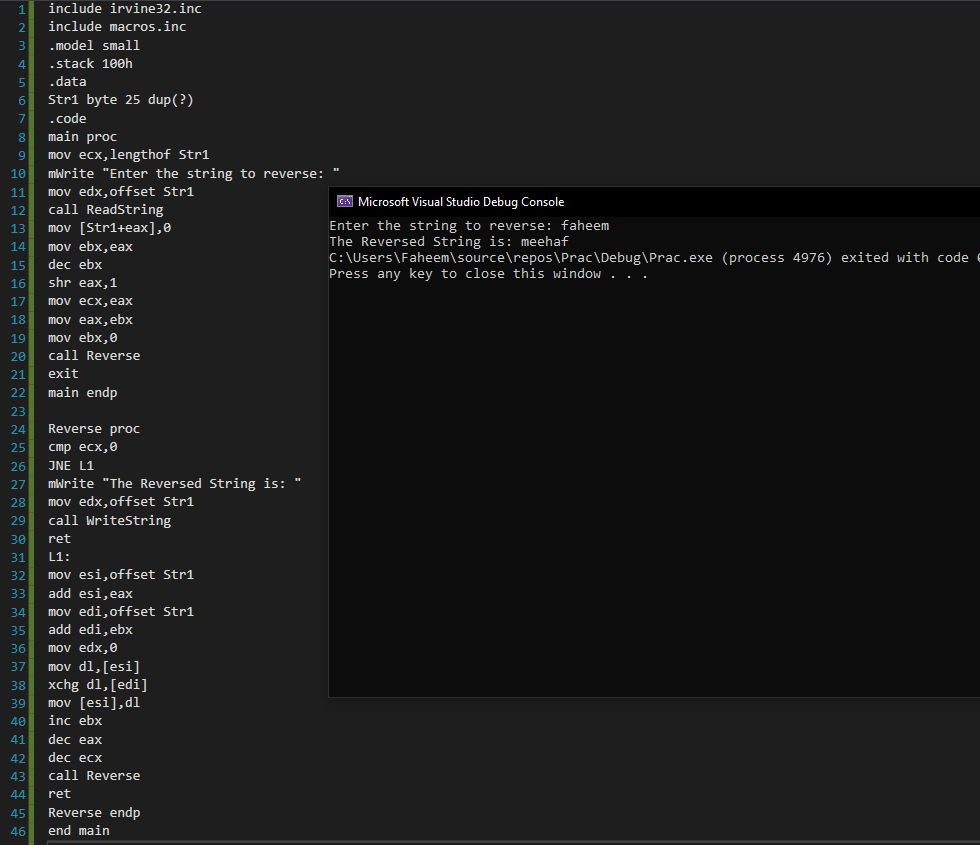 1 include irvine32.inc
2 include macros.inc
3 .model small
4 .stack 100h
5 .data
6 Str1 byte 25 dup(?)
7 .code
8 main proc
9 mov ecx,lengthof Str1
10 mWrite "Enter the string to reverse: "
11 mov edx,offset Str1
12 call ReadString
13 mov [Str1+eax],0
14 mov ebx,eax
15 dec ebx
16 shr eax,1
17 mov ecx,eax
18 mov eax,ebx
19 mov ebx,0
20 call Reverse
21 exit
22 main endp
23
24 Reverse proc
25 cmp ecx,0
26 JNE L1
27 mWrite "The Reversed String is: "
28 mov edx,offset Str1
29 call WriteString
30 ret
31 L1:
32 mov esi,offset Str1
33 add esi,eax
34 mov edi,offset Str1
35 add edi,ebx
36 mov edx,0
37 mov dl,[esi]
38 xchg dl,[edi]
39 mov [esi],dl
40 inc ebx
41 dec eax
42 dec ecx
43 call Reverse
44 ret
45 Reverse endp
46 end main
C:\ Microsoft Visual Studio Debug Console
Enter the string to reverse: faheem
The Reversed String is: meehaf
C:\Users\Faheem\source\repos\Prac\Debug\Prac.exe (process 4976) exited with code
Press any key to close this window . . .